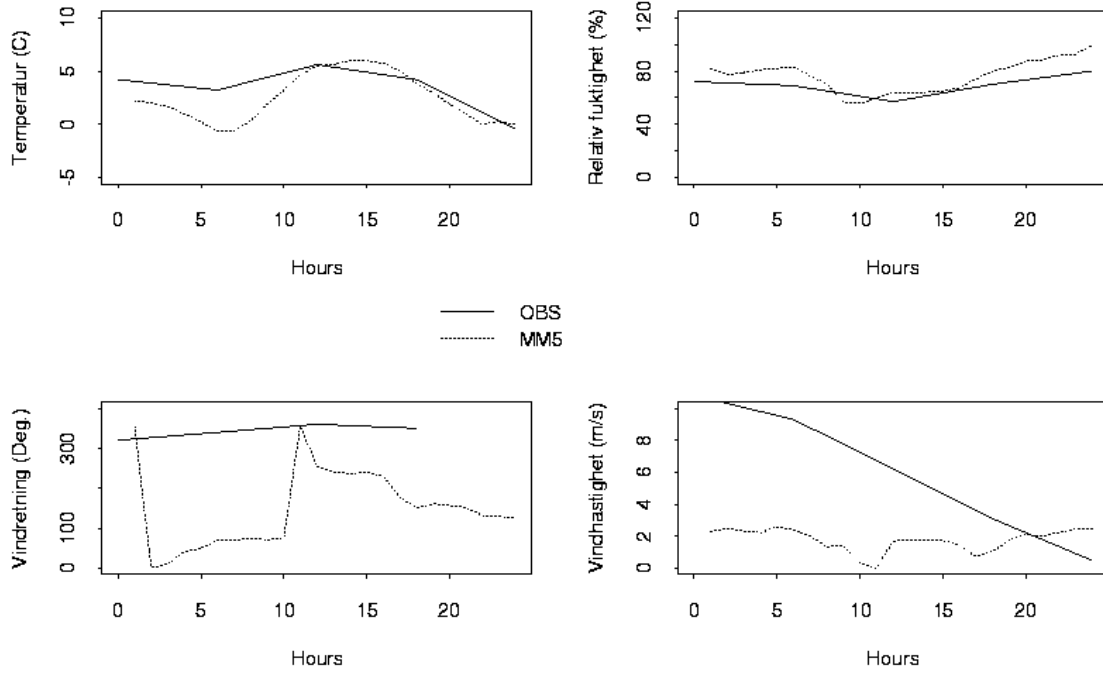 Temperatur (C)
10
5
0
-5
0 5 10 15 20
Hours
Relativ fuktighet (%)
120
80
40
0
0 5 10 15 20
Hours
OBS
MM5
Vindretning (Deg.)
300
100
0
0 5 10 15 20
Hours
Vindhastighet (m/s)
8
6
4
2
0
0 5 10 15 20
Hours